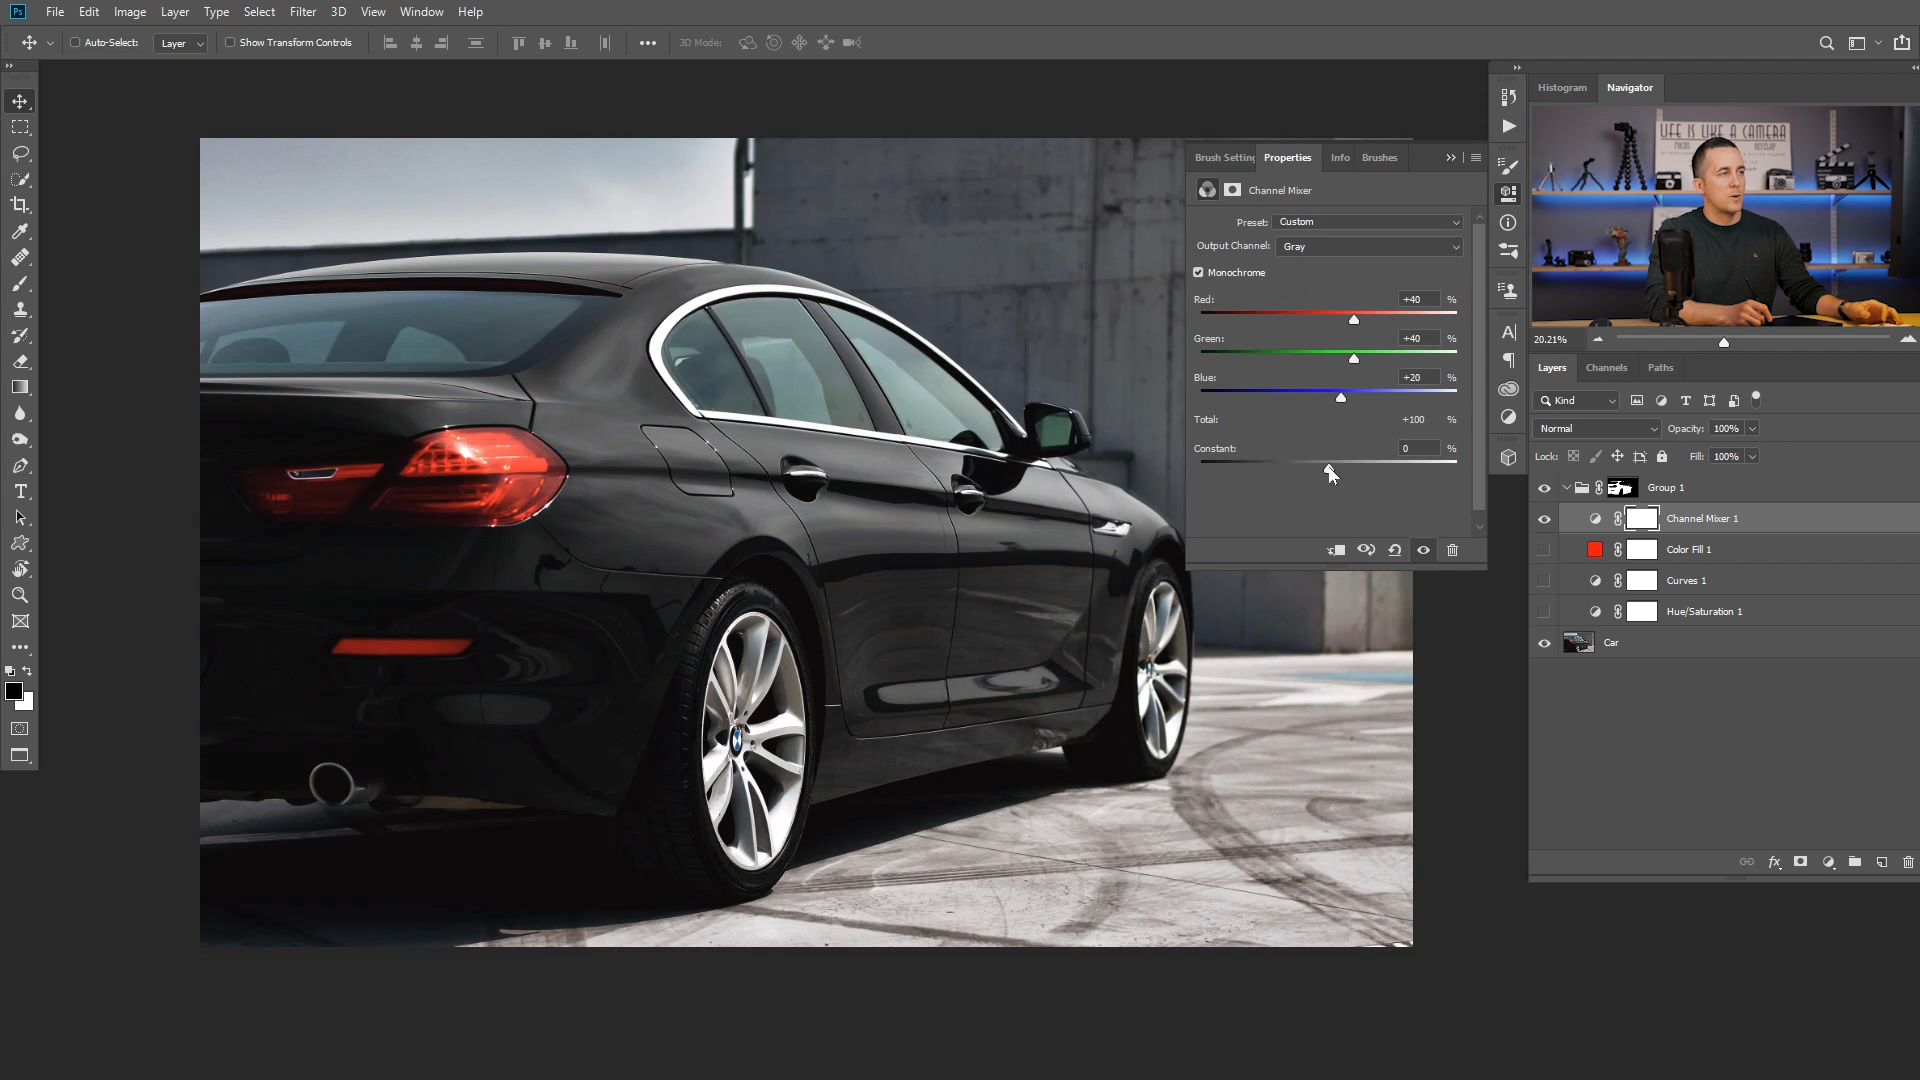 Ps File Edit Image Layer Type Select Filter 3D View Window Help
Auto-Select: Layer Show Transform Controls 3D Mode:
Histogram Navigator
LIFE IS LIKE A CAMERA
Brush Setting Properties Info Brushes
Channel Mixer
Preset: Custom
Output Channel: Gray
Monochrome
Red: +40 %
Green: +40 %
Blue: +20 %
Total: +100 %
Constant: 0 %
20.21%
Layers Channels Paths
Kind
Normal Opacity: 100%
Lock: Fill: 100%
Group 1
Channel Mixer 1
Color Fill 1
Curves 1
Hue/Saturation 1
Car